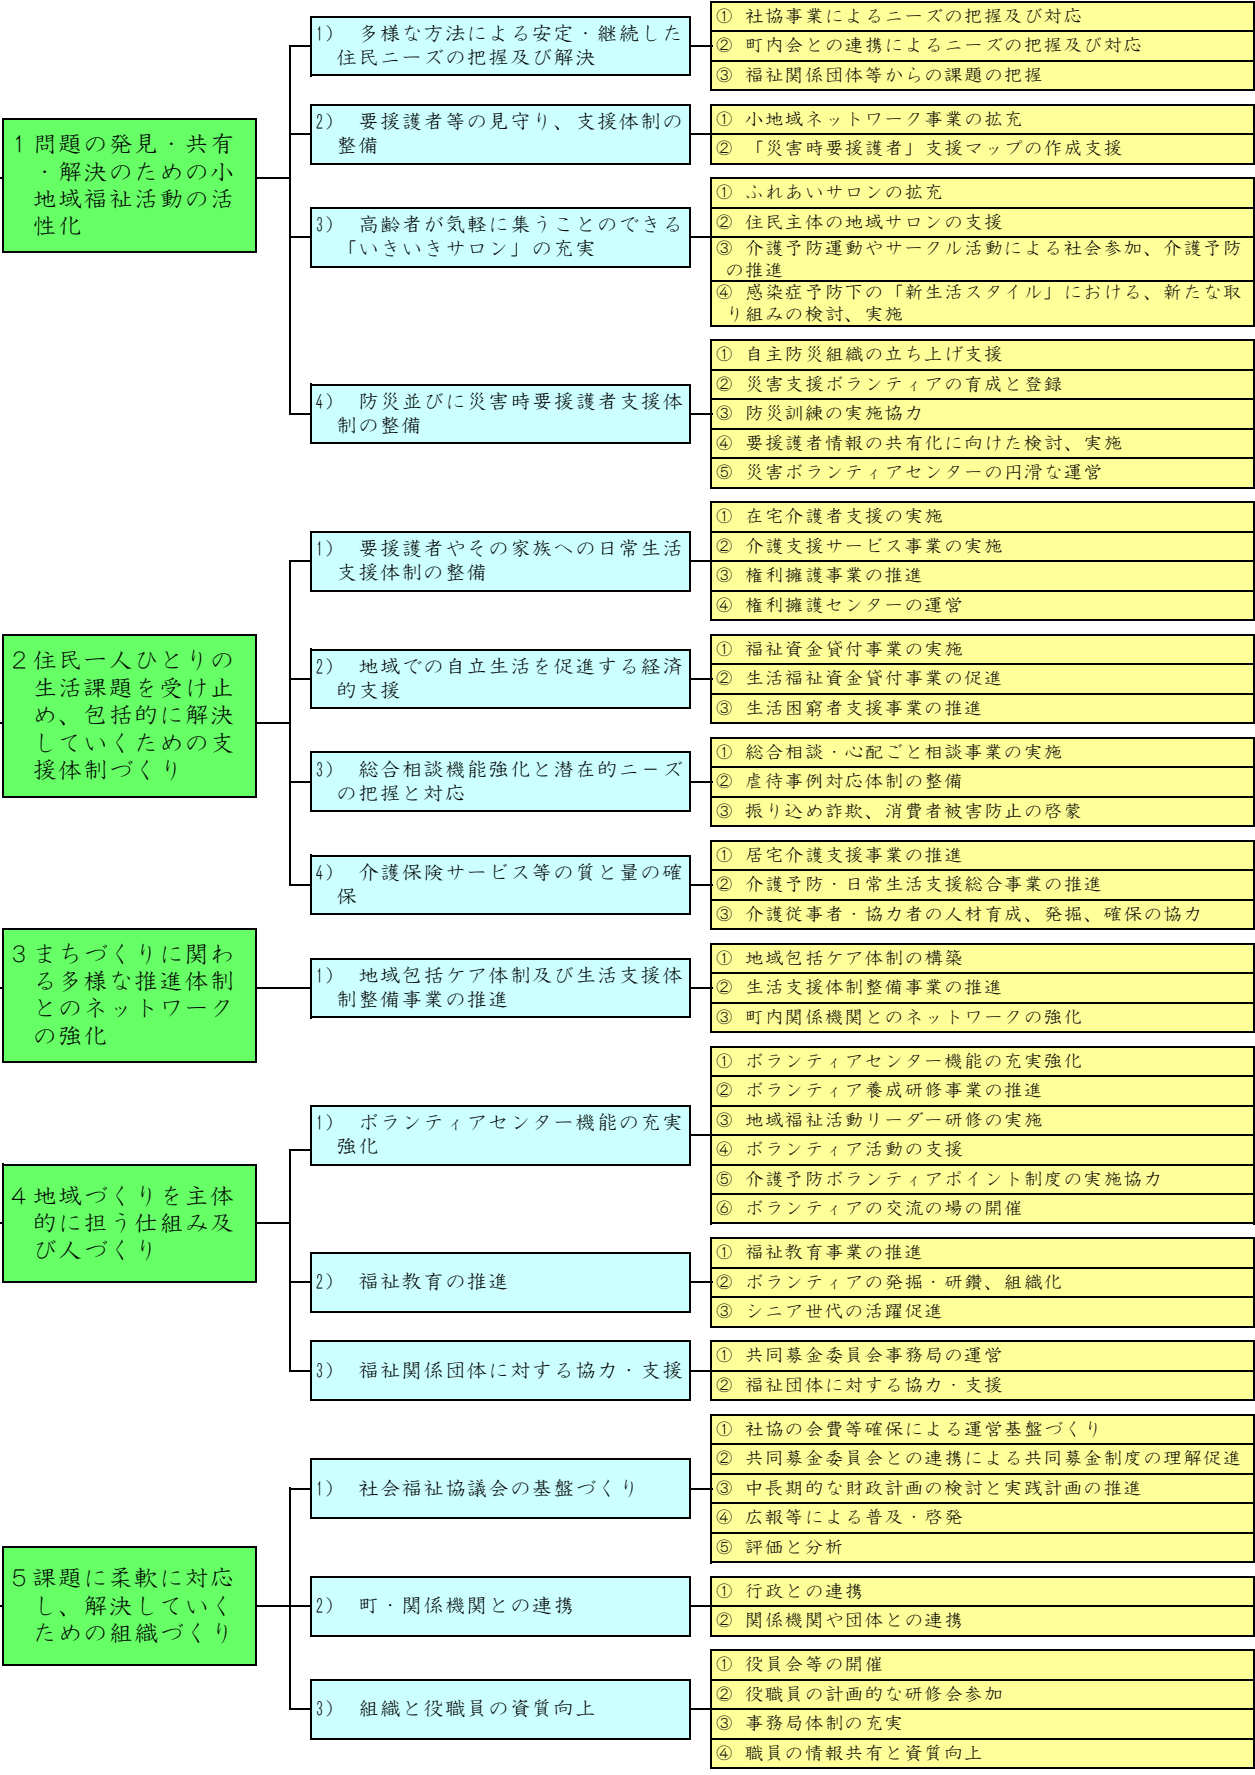 1 問題の発見・共有
・解決のための小
地域福祉活動の活
性化
1) 多様な方法による安定・継続した
住民ニーズの把握及び解決
① 社協事業によるニーズの把握及び対応
② 町内会との連携によるニーズの把握及び対応
③ 福祉関係団体等からの課題の把握
2) 要援護者等の見守り、支援体制の
整備
① 小地域ネットワーク事業の拡充
② 「災害時要援護者」支援マップの作成支援
3) 高齢者が気軽に集うことのできる
「いきいきサロン」の充実
① ふれあいサロンの拡充
② 住民主体の地域サロンの支援
③ 介護予防運動やサークル活動による社会参加、介護予防
の推進
④ 感染症予防下の「新生活スタイル」における、新たな取
り組みの検討、実施
4) 防災並びに災害時要援護者支援体
制の整備
① 自主防災組織の立ち上げ支援
② 災害支援ボランティアの育成と登録
③ 防災訓練の実施協力
④ 要援護者情報の共有化に向けた検討、実施
⑤ 災害ボランティアセンターの円滑な運営
2 住民一人ひとりの
生活課題を受け止
め、包括的に解決
していくための支
援体制づくり
1) 要援護者やその家族への日常生活
支援体制の整備
① 在宅介護者支援の実施
② 介護支援サービス事業の実施
③ 権利擁護事業の推進
④ 権利擁護センターの運営
2) 地域での自立生活を促進する経済
的支援
① 福祉資金貸付事業の実施
② 生活福祉資金貸付事業の促進
③ 生活困窮者支援事業の推進
3) 総合相談機能強化と潜在的ニーズ
の把握と対応
① 総合相談・心配ごと相談事業の実施
② 虐待事例対応体制の整備
③ 振り込め詐欺、消費者被害防止の啓蒙
4) 介護保険サービス等の質と量の確
保
① 居宅介護支援事業の推進
② 介護予防・日常生活支援総合事業の推進
③ 介護従事者・協力者の人材育成、発掘、確保の協力
3 まちづくりに関わ
る多様な推進体制
とのネットワーク
の強化
1) 地域包括ケア体制及び生活支援体
制整備事業の推進
① 地域包括ケア体制の構築
② 生活支援体制整備事業の推進
③ 町内関係機関とのネットワークの強化
4 地域づくりを主体
的に担う仕組み及
び人づくり
1) ボランティアセンター機能の充実
強化
① ボランティアセンター機能の充実強化
② ボランティア養成研修事業の推進
③ 地域福祉活動リーダー研修の実施
④ ボランティア活動の支援
⑤ 介護予防ボランティアポイント制度の実施協力
⑥ ボランティアの交流の場の開催
2) 福祉教育の推進
① 福祉教育事業の推進
② ボランティアの発掘・研鑽、組織化
③ シニア世代の活躍促進
3) 福祉関係団体に対する協力・支援
① 共同募金委員会事務局の運営
② 福祉団体に対する協力・支援
5 課題に柔軟に対応
し、解決していく
ための組織づくり
1) 社会福祉協議会の基盤づくり
① 社協の会費等確保による運営基盤づくり
② 共同募金委員会との連携による共同募金制度の理解促進
③ 中長期的な財政計画の検討と実践計画の推進
④ 広報等による普及・啓発
⑤ 評価と分析
2) 町・関係機関との連携
① 行政との連携
② 関係機関や団体との連携
3) 組織と役職員の資質向上
① 役員会等の開催
② 役職員の計画的な研修会参加
③ 事務局体制の充実
④ 職員の情報共有と資質向上